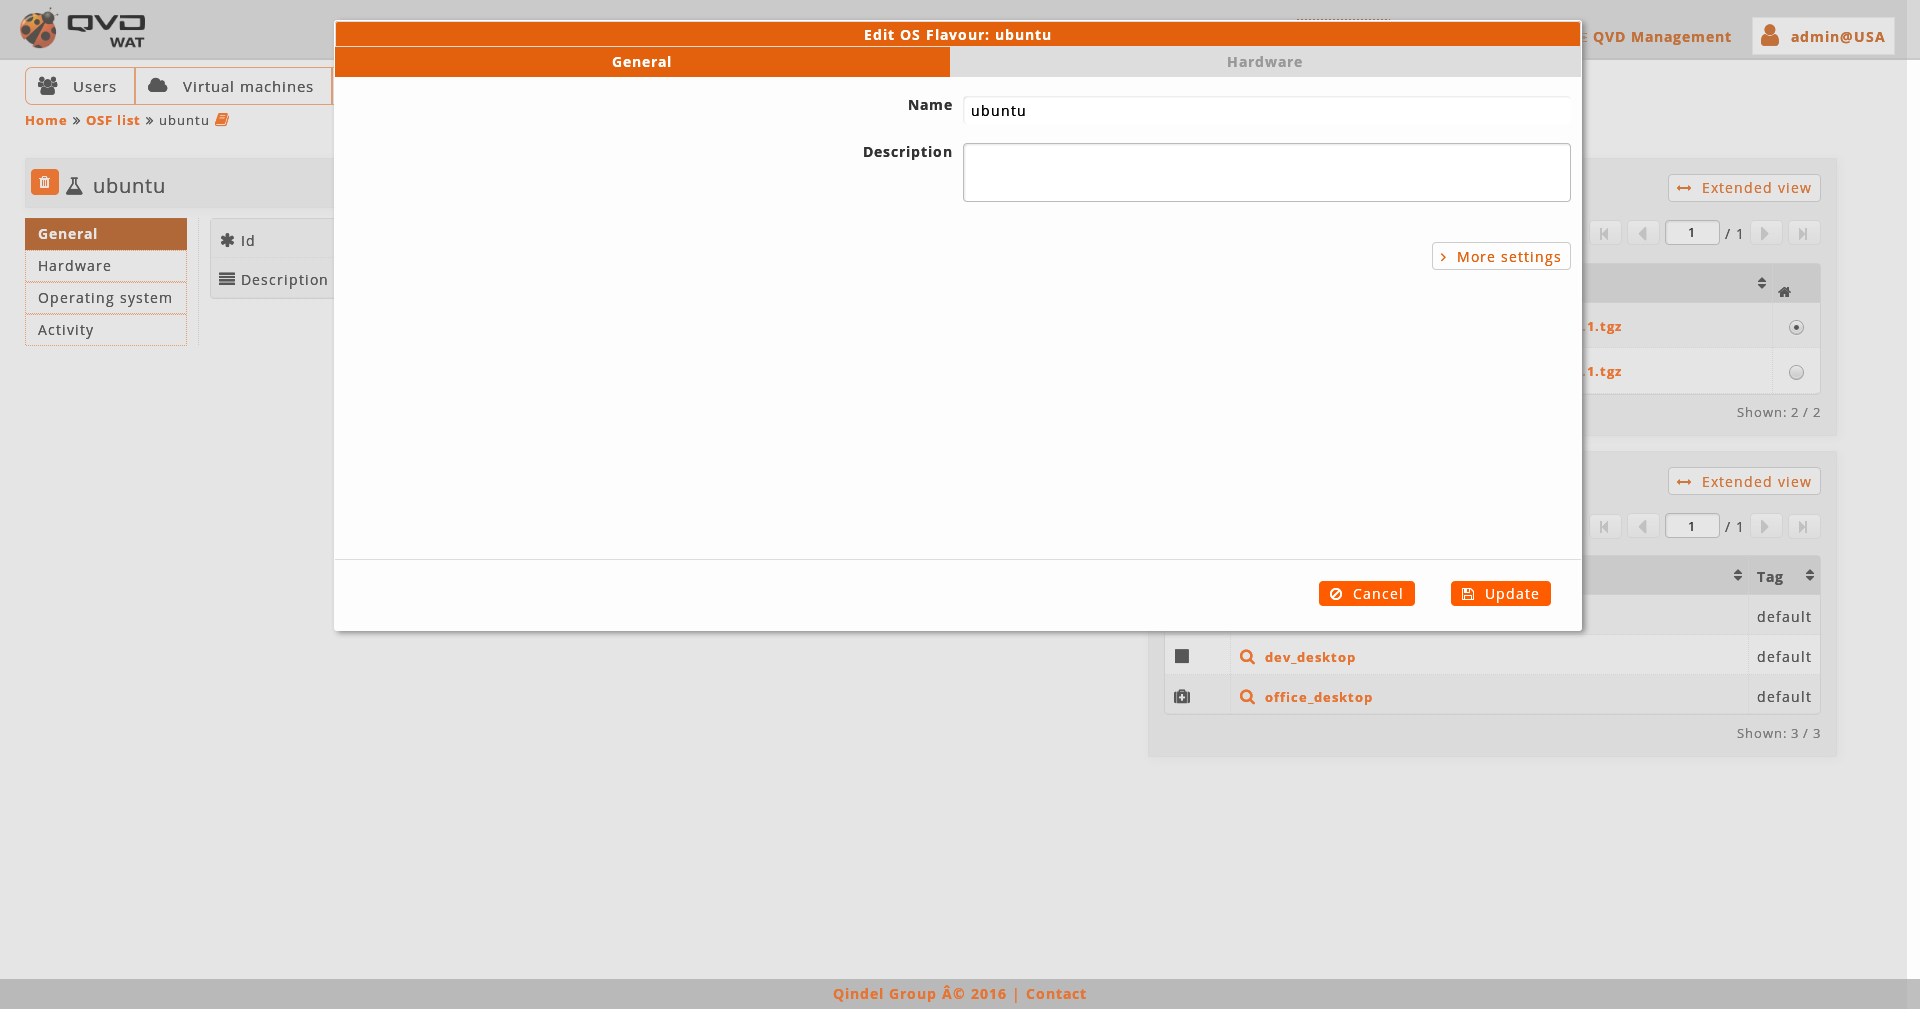 QVD
WAT
QVD Management
admin@USA
Edit OS Flavour: ubuntu
General
Hardware
Users
Virtual machines
Home » OSF list » ubuntu
Name
ubuntu
Description
More settings
Cancel
Update
ubuntu
General
Hardware
Operating system
Activity
Id
Description
Extended view
1 / 1
.1.tgz
.1.tgz
Shown: 2 / 2
Extended view
1 / 1
Tag
default
dev_desktop default
office_desktop default
Shown: 3 / 3
Qindel Group Â© 2016 | Contact